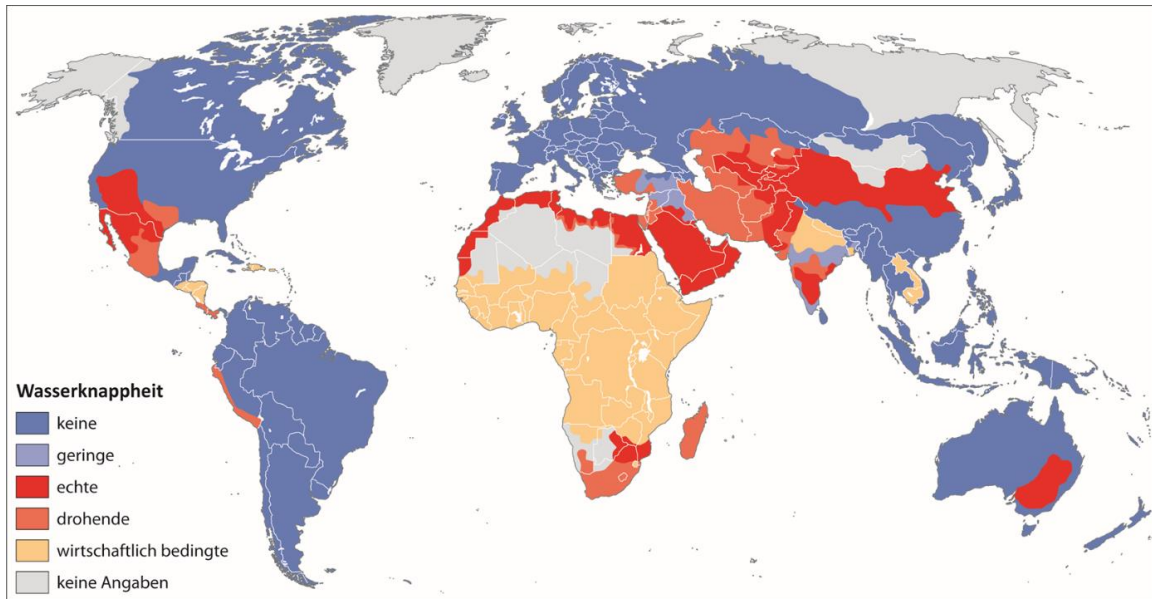 Wasserknappheit
keine
geringe
echte
drohende
wirtschaftlich bedingte
keine Angaben